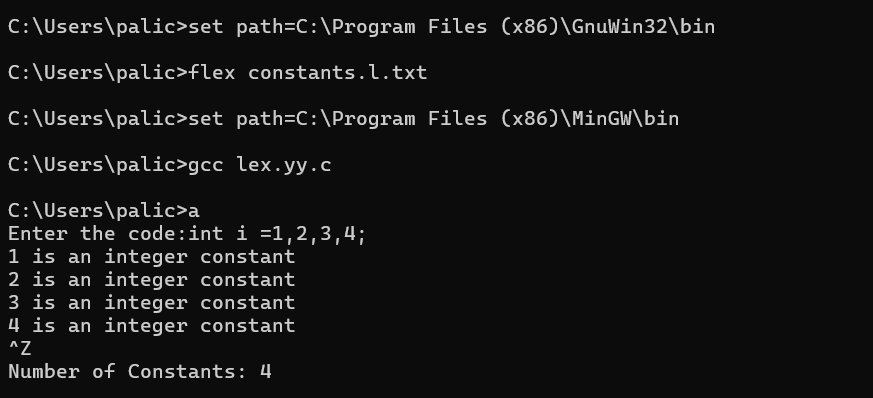 C:\Users\palic>set path=C:\Program Files (x86)\GnuWin32\bin
C:\Users\palic>flex constants.l.txt
C:\Users\palic>set path=C:\Program Files (x86)\MinGW\bin
C:\Users\palic>gcc lex.yy.c
C:\Users\palic>a
Enter the code:int i =1,2,3,4;
1 is an integer constant
2 is an integer constant
3 is an integer constant
4 is an integer constant
^Z
Number of Constants: 4